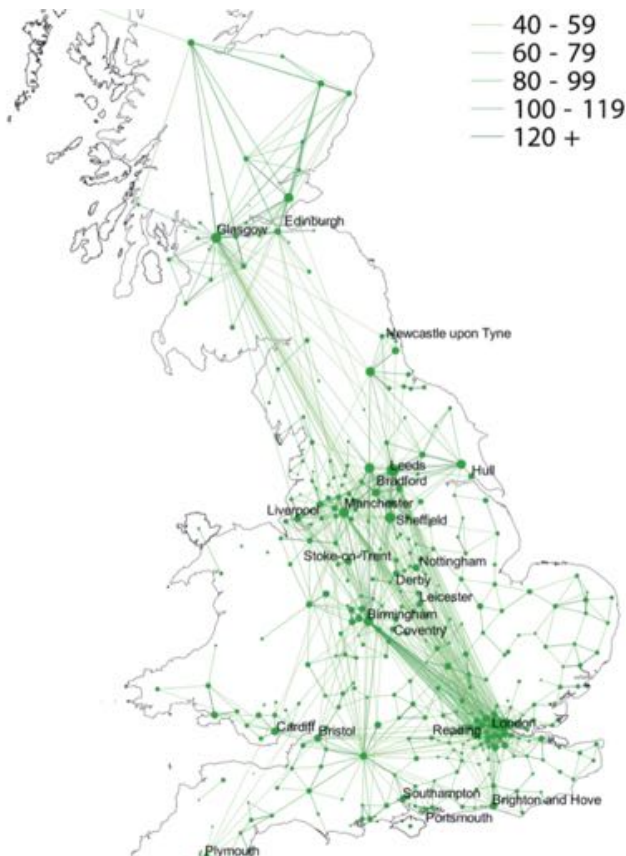 40 - 59
60 - 79
80 - 99
100 - 119
120 +
Glasgow
Edinburgh
Newcastle upon Tyne
Leeds
Hull
Bradford
Liverpool
Manchester
Sheffield
Stoke-on-Trent
Nottingham
Derby
Leicester
Birmingham
Coventry
Cardiff
Bristol
Reading
London
Southampton
Brighton and Hove
Portsmouth
Plymouth